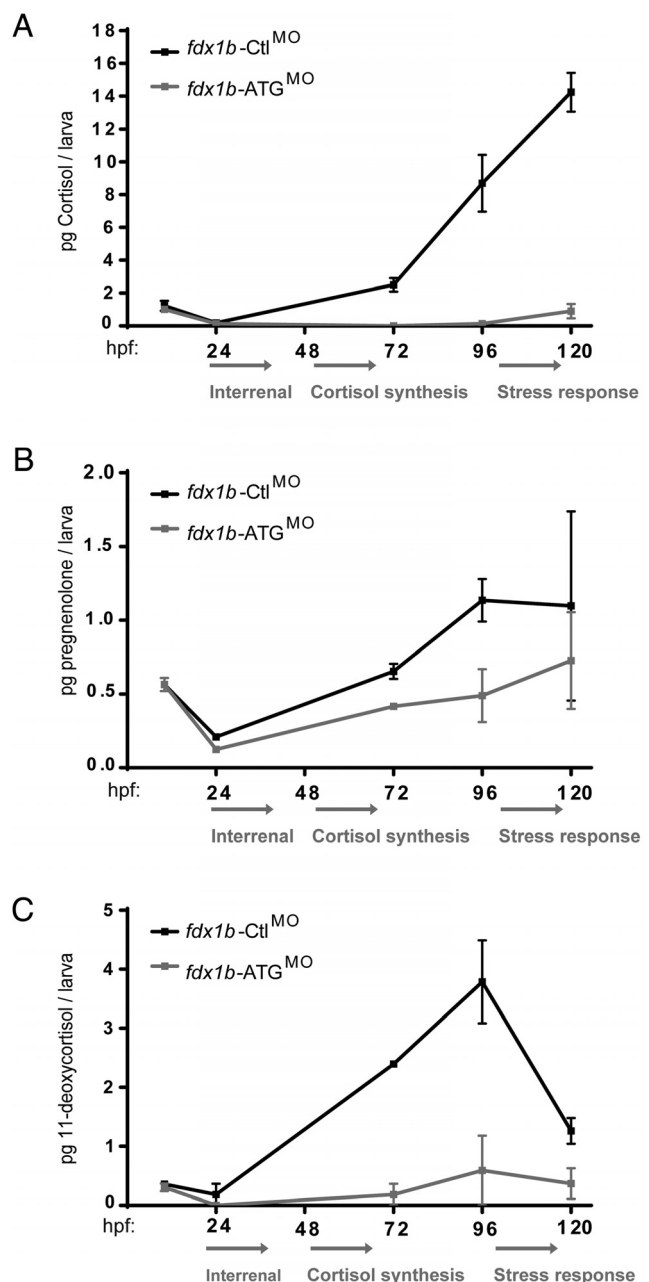 A
fdx1b-Ctl MO
fdx1b-ATG MO
pg Cortisol / larva
18
16
14
12
10
8
6
4
2
0
hpf: 24 48 72 96 120
Interrenal Cortisol synthesis Stress response
B
fdx1b-Ctl MO
fdx1b-ATG MO
pg pregnenolone / larva
2.0
1.5
1.0
0.5
0.0
hpf: 24 48 72 96 120
Interrenal Cortisol synthesis Stress response
C
fdx1b-Ctl MO
fdx1b-ATG MO
pg 11-deoxycortisol / larva
5
4
3
2
1
0
hpf: 24 48 72 96 120
Interrenal Cortisol synthesis Stress response